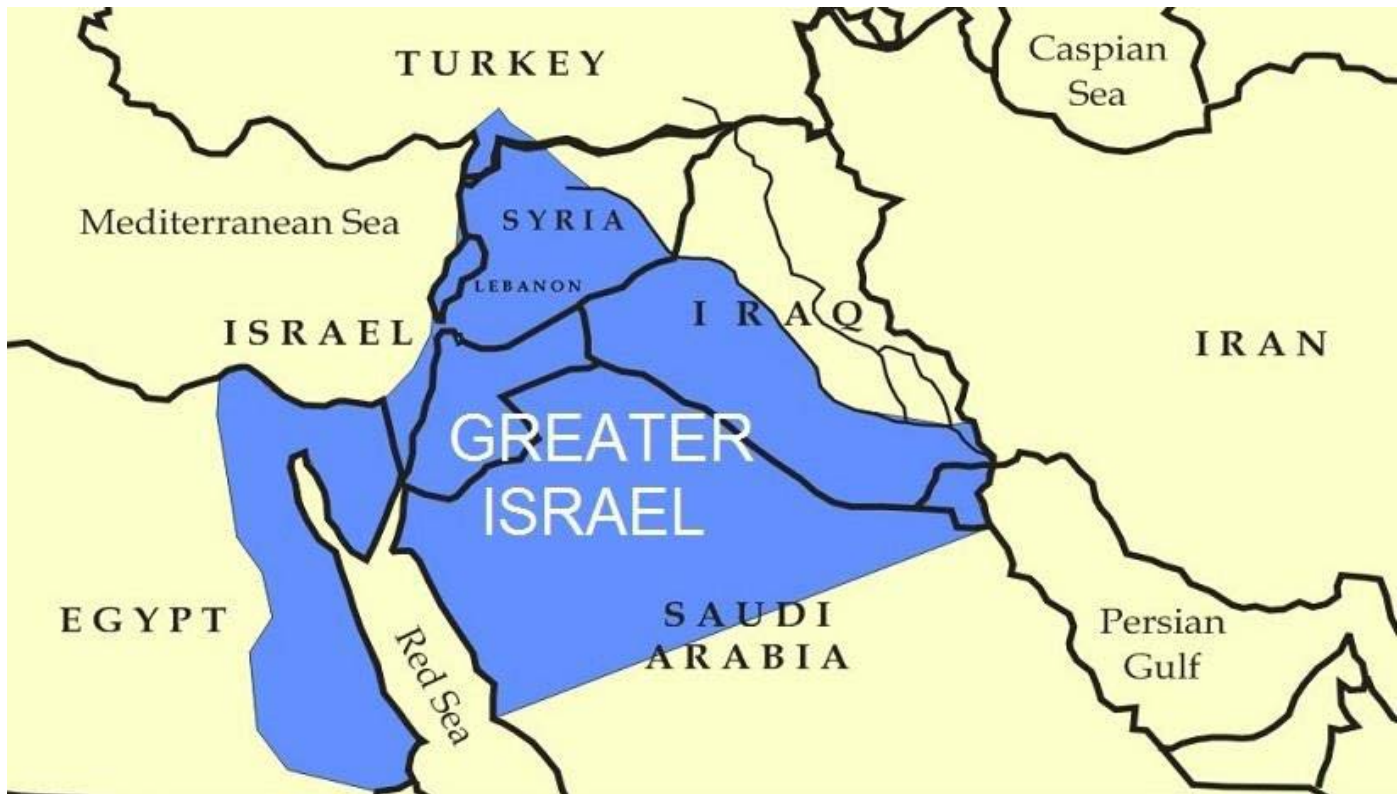 TURKEY
Caspian
Sea
Mediterranean Sea
SYRIA
LEBANON
ISRAEL
IRAQ
IRAN
GREATER
ISRAEL
EGYPT
Red Sea
SAUDI
ARABIA
Persian
Gulf